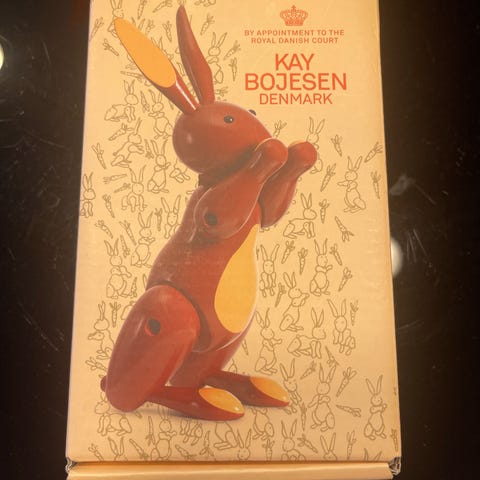 BY APPOINTMENT TO THE
ROYAL DANISH COURT
KAY
BOJESEN
DENMARK